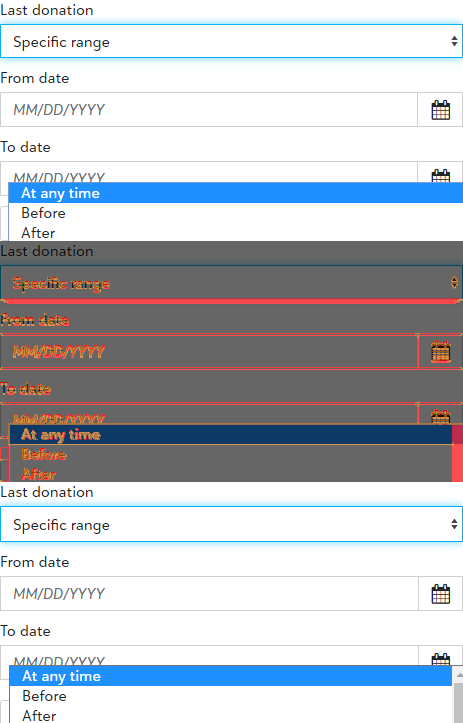 Last donation
Specific range
From date
MM/DD/YYYY
To date
MM/DD/YYYY
At any time
Before
After
Last donation
Specific range
From date
MM/DD/YYYY
To date
MM/DD/YYYY
At any time
Before
After
Last donation
Specific range
From date
MM/DD/YYYY
To date
MM/DD/YYYY
At any time
Before
After